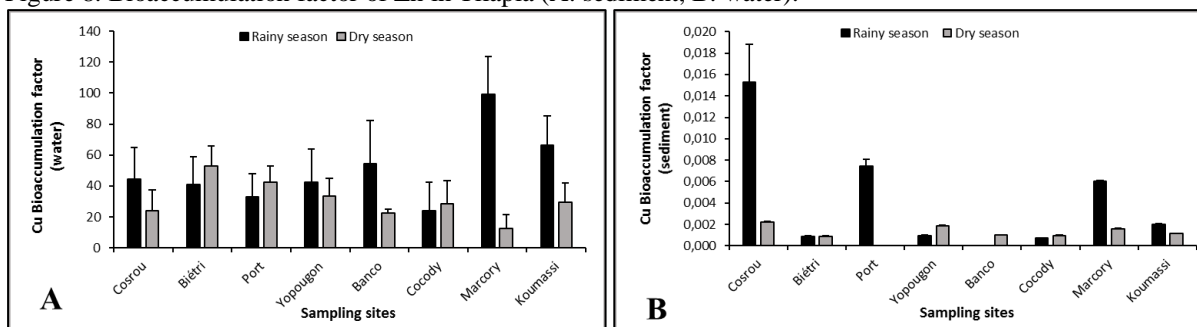 Figure 6. Bioaccumulation factor of Zn in Tilapia (A: sediment, B: water).
Rainy season Dry season
Cu Bioaccumulation factor
(water)
140
120
100
80
60
40
20
0
Cosrou Biétri Port Yopougon Banco Cocody Marcory Koumassi
Sampling sites
A
Rainy season Dry season
Cu Bioaccumulation factor
(sediment)
0,020
0,018
0,016
0,014
0,012
0,010
0,008
0,006
0,004
0,002
0,000
Cosrou Biétri Port Yopougon Banco Cocody Marcory Koumassi
Sampling sites
B